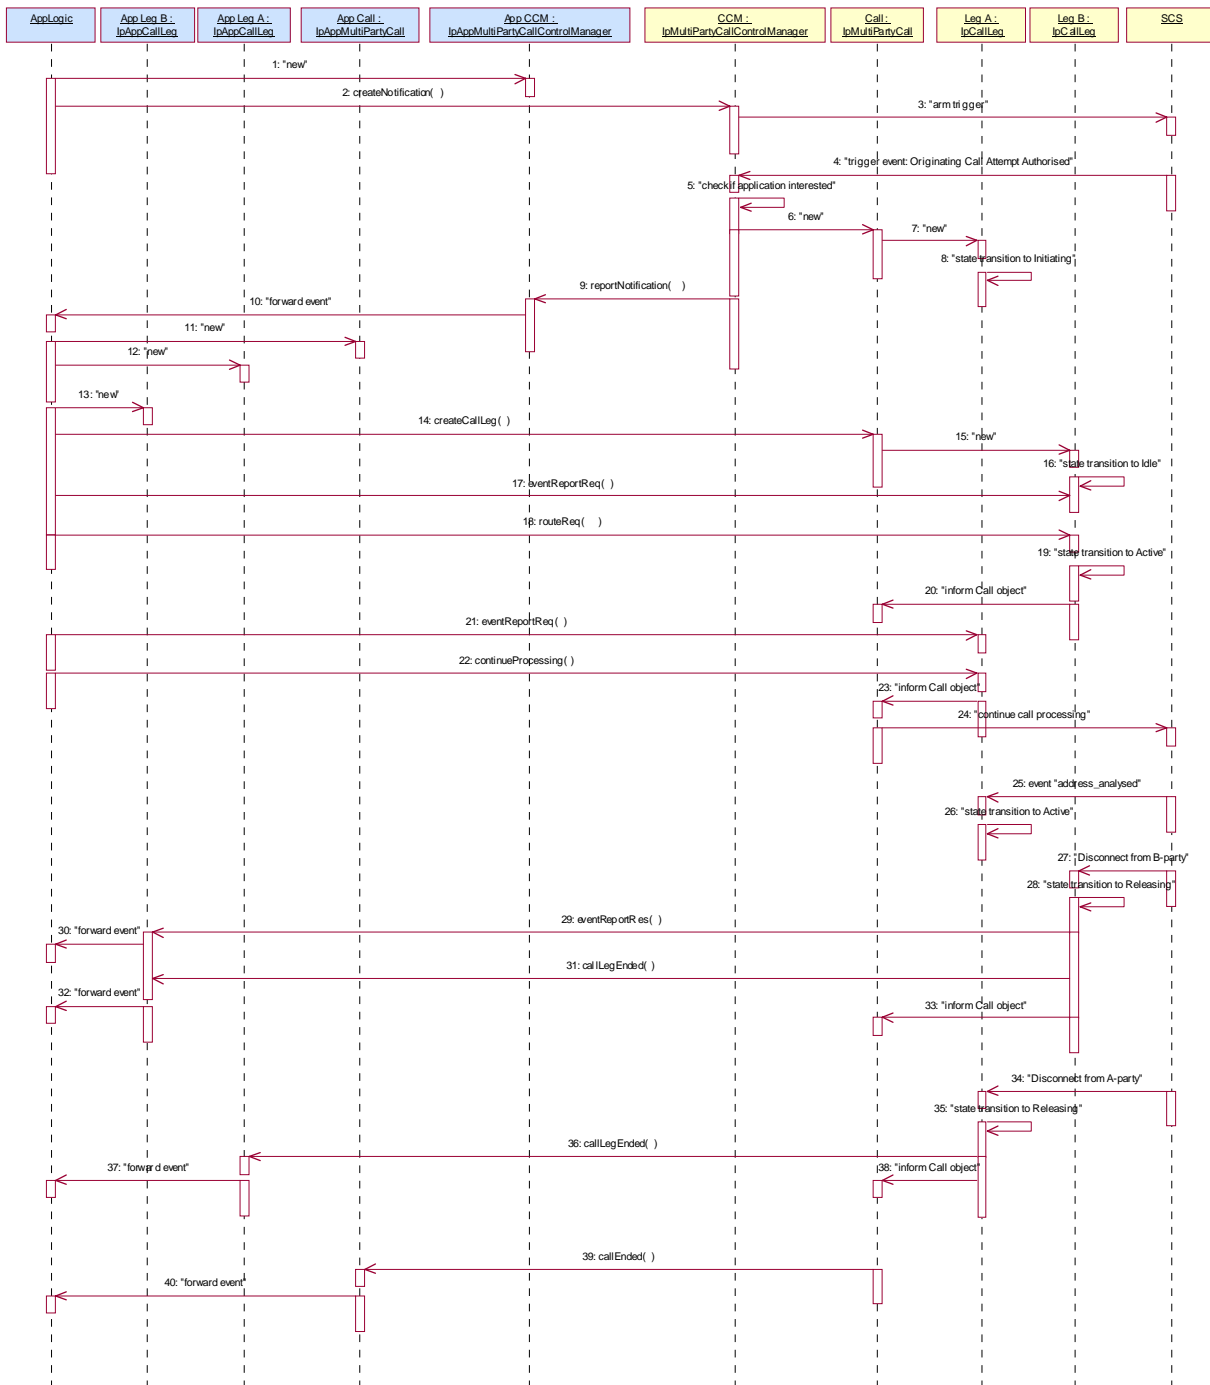 AppLogic
App Leg B :
IpAppCallLeg
App Leg A :
IpAppCallLeg
App Call :
IpAppMultiPartyCall
App CCM :
IpAppMultiPartyCallControlManager
CCM :
IpMultiPartyCallControlManager
Call :
IpMultiPartyCall
Leg A :
IpCallLeg
Leg B :
IpCallLeg
SCS
1: "new"
2: createNotification( )
3: "arm trigger"
4: "trigger event: Originating Call Attempt Authorised"
5: "check if application interested"
6: "new"
7: "new"
8: "state transition to Initiating"
9: reportNotification( )
10: "forward event"
11: "new"
12: "new"
13: "new"
14: createCallLeg( )
15: "new"
16: "state transition to Idle"
17: eventReportReq( )
18: routeReq( )
19: "state transition to Active"
20: "inform Call object"
21: eventReportReq( )
22: continueProcessing( )
23: "inform Call object"
24: "continue call processing"
25: event "address_analysed"
26: "state transition to Active"
27: "Disconnect from B-party"
28: "state transition to Releasing"
29: eventReportRes( )
30: "forward event"
31: callLegEnded( )
32: "forward event"
33: "inform Call object"
34: "Disconnect from A-party"
35: "state transition to Releasing"
36: callLegEnded( )
37: "forward event"
38: "inform Call object"
39: callEnded( )
40: "forward event"